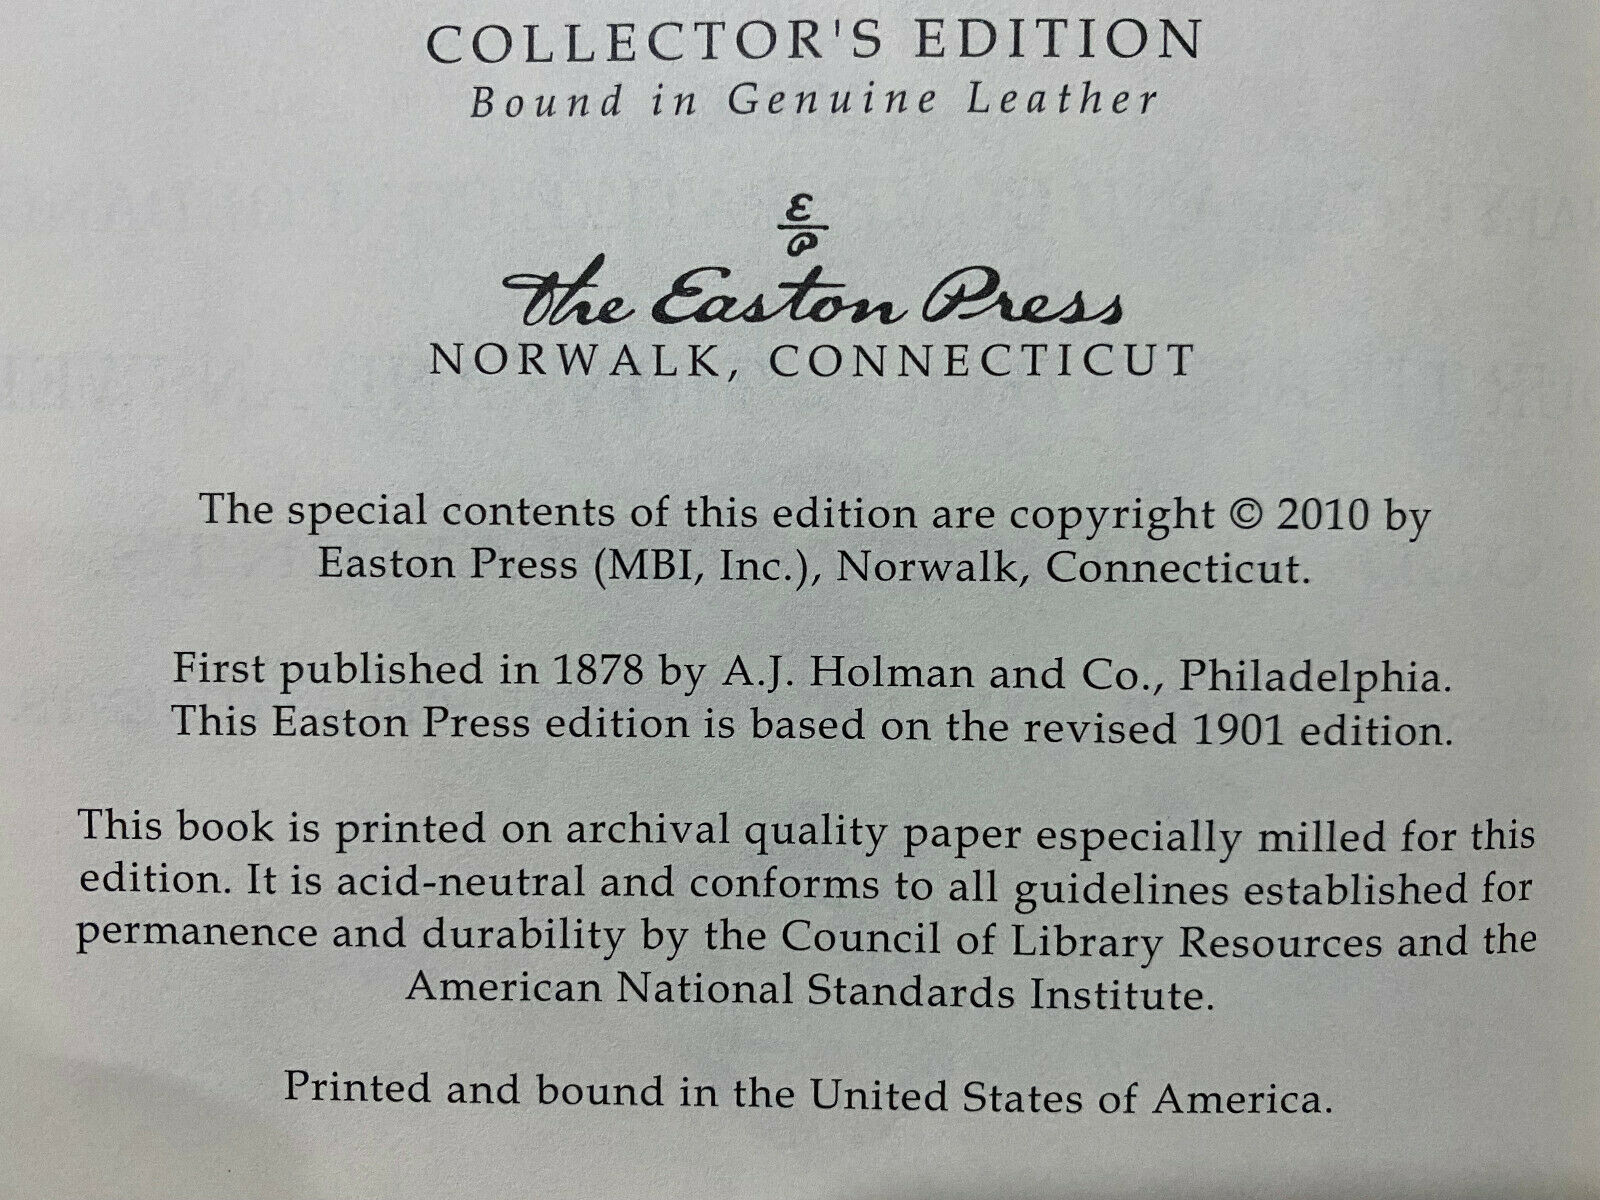 COLLECTOR'S EDITION
Bound in Genuine Leather
E
P
The Easton Press
NORWALK, CONNECTICUT
The special contents of this edition are copyright © 2010 by
Easton Press (MBI, Inc.), Norwalk, Connecticut.
First published in 1878 by A.J. Holman and Co., Philadelphia.
This Easton Press edition is based on the revised 1901 edition.
This book is printed on archival quality paper especially milled for this
edition. It is acid-neutral and conforms to all guidelines established for
permanence and durability by the Council of Library Resources and the
American National Standards Institute.
Printed and bound in the United States of America.